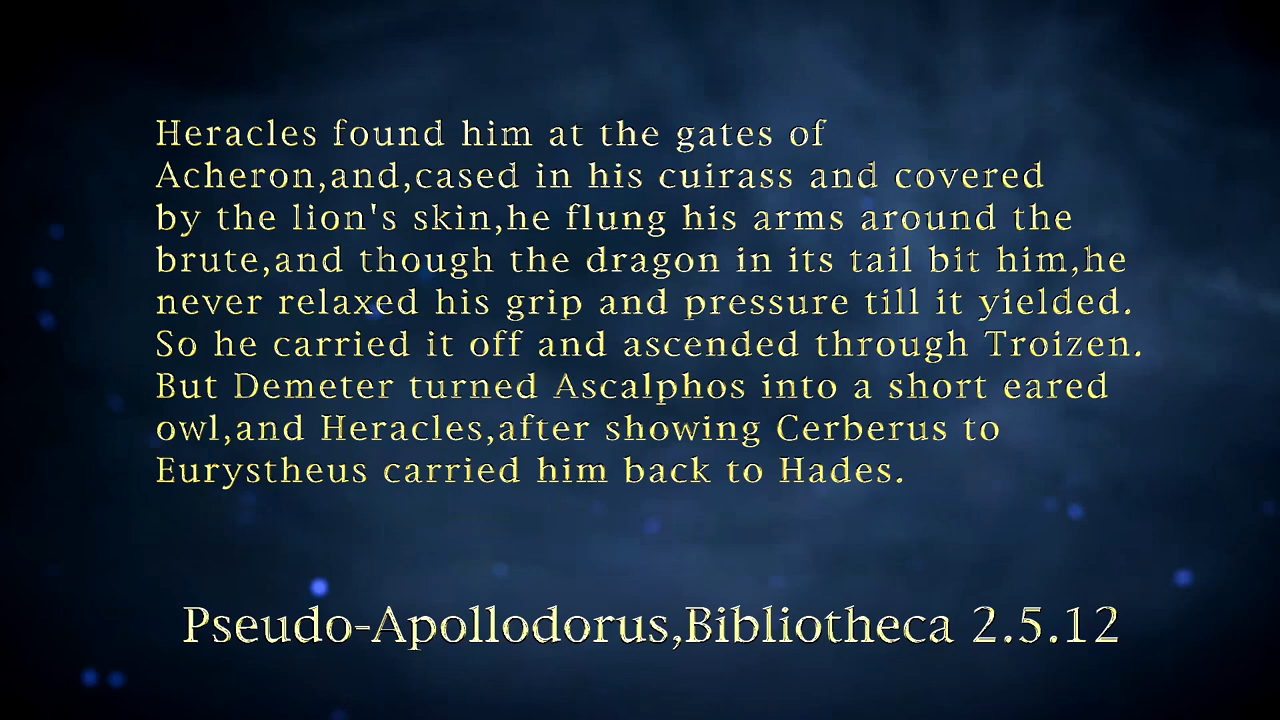 Heracles found him at the gates of
Acheron,and,cased in his cuirass and covered
by the lion's skin,he flung his arms around the
brute,and though the dragon in its tail bit him,he
never relaxed his grip and pressure till it yielded.
So he carried it off and ascended through Troizen.
But Demeter turned Ascalphos into a short eared
owl,and Heracles,after showing Cerberus to
Eurystheus carried him back to Hades.
Pseudo-Apollodorus,Bibliotheca 2.5.12